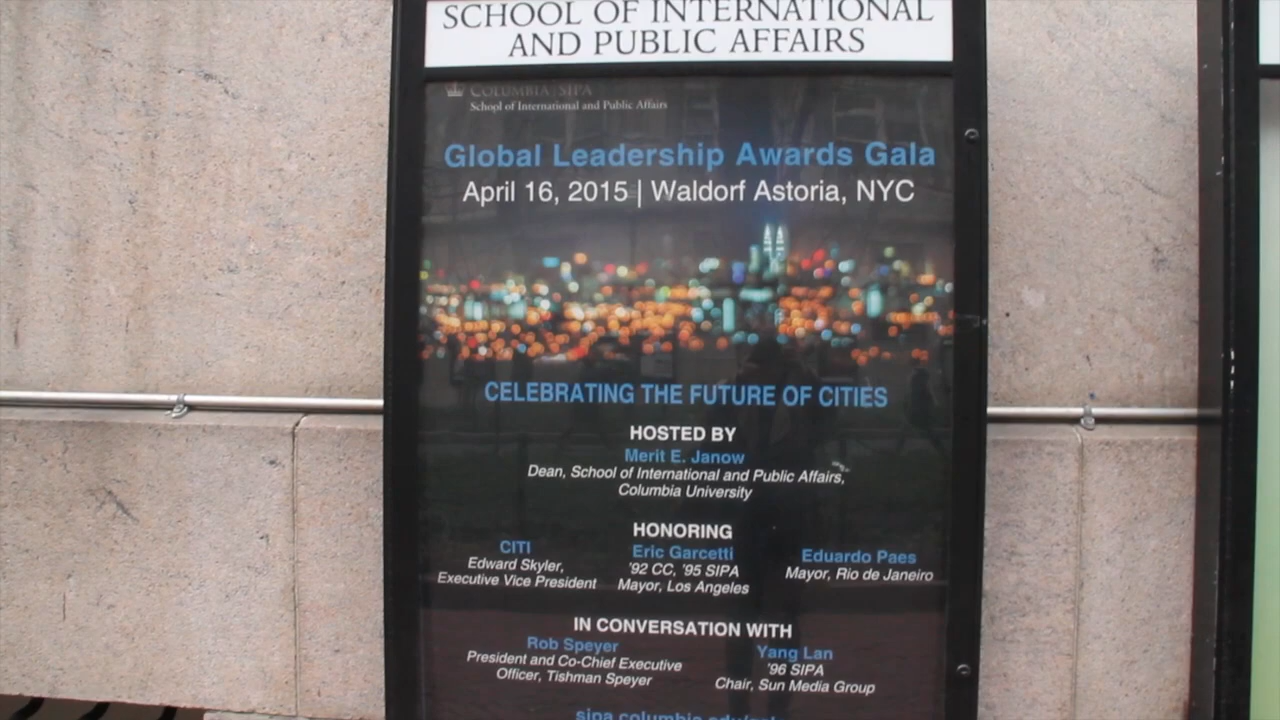 SCHOOL OF INTERNATIONAL
AND PUBLIC AFFAIRS
COLUMBIA | SIPA
School of International and Public Affairs
Global Leadership Awards Gala
April 16, 2015 | Waldorf Astoria, NYC
CELEBRATING THE FUTURE OF CITIES
HOSTED BY
Merit E. Janow
Dean, School of International and Public Affairs,
Columbia University
HONORING
CITI
Edward Skyler,
Executive Vice President
Eric Garcetti
'92 CC, '95 SIPA
Mayor, Los Angeles
Eduardo Paes
Mayor, Rio de Janeiro
IN CONVERSATION WITH
Rob Speyer
President and Co-Chief Executive
Officer, Tishman Speyer
Yang Lan
'96 SIPA
Chair, Sun Media Group